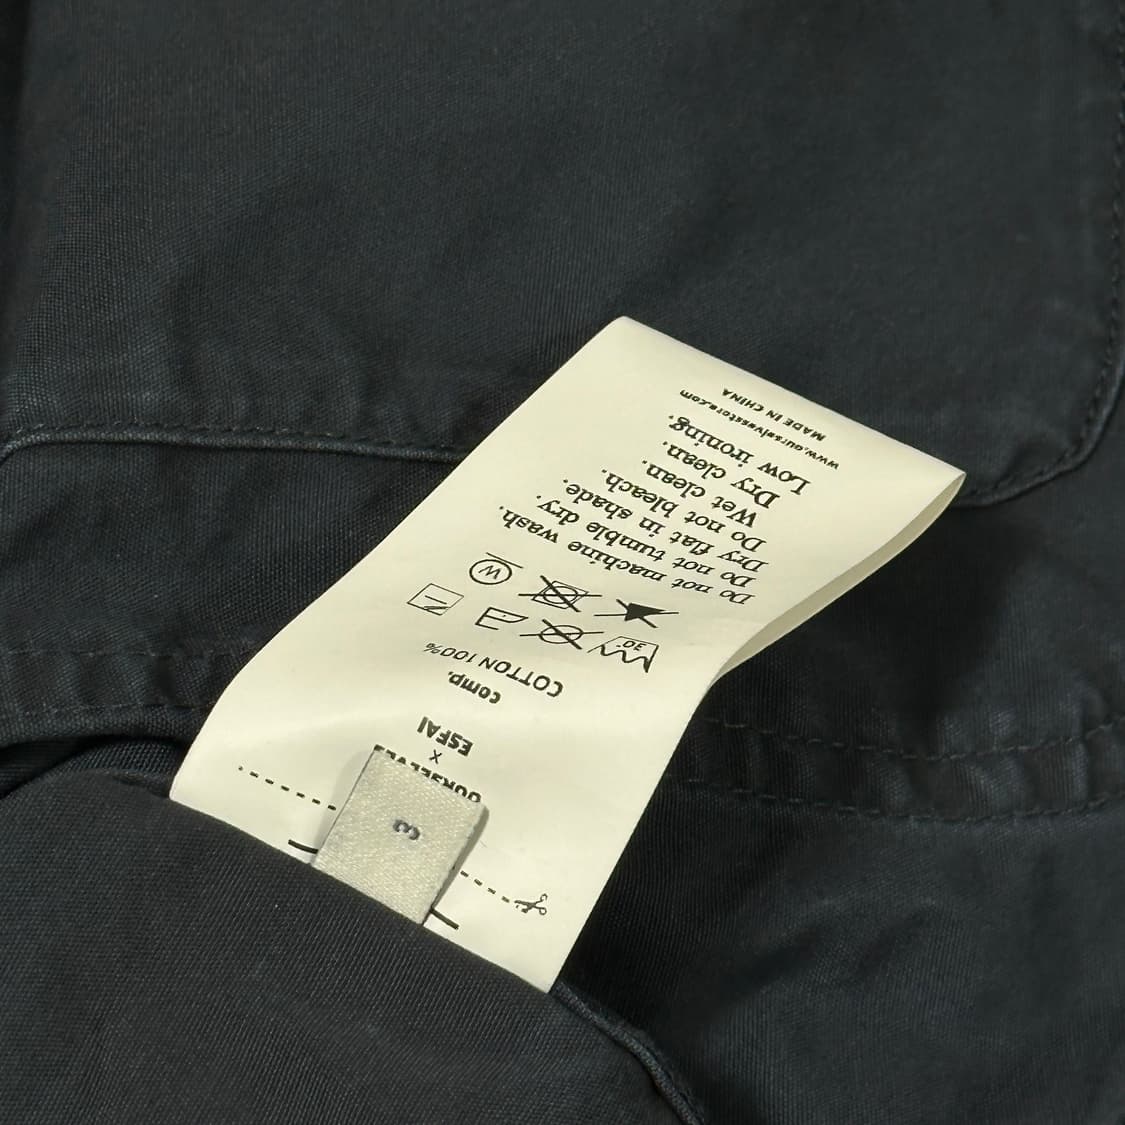 3
OURSELVES
X
ESFAI
comp.
COTTON 100%
30°
W
Do not machine wash.
Do not tumble dry.
Dry flat in shade.
Do not bleach.
Wet clean.
Dry clean.
Low ironing.
www.ourselvesstore.com
MADE IN CHINA